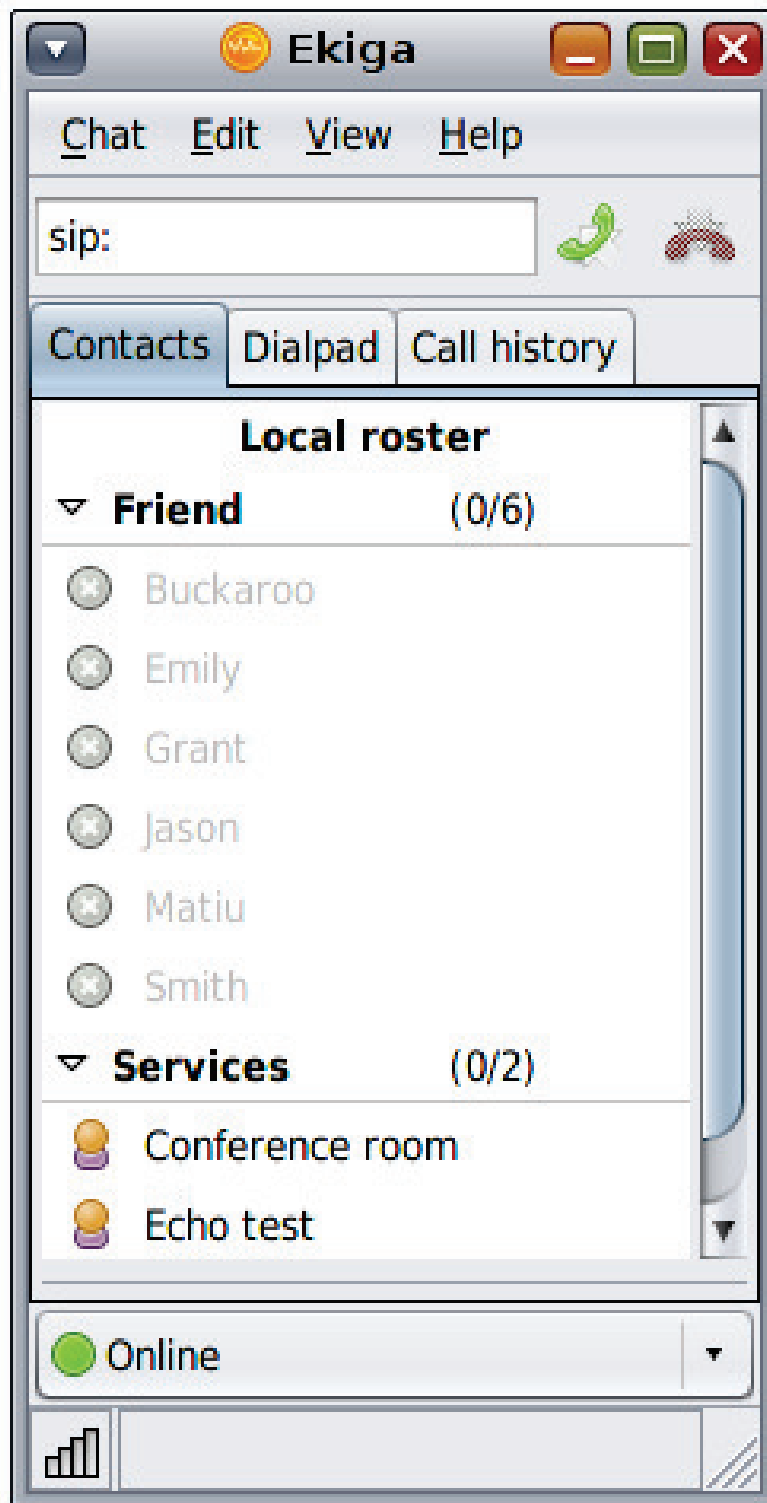 Ekiga
Chat Edit View Help
sip:
Contacts Dialpad Call history
Local roster
Friend (0/6)
Buckaroo
Emily
Grant
Jason
Matiu
Smith
Services (0/2)
Conference room
Echo test
Online